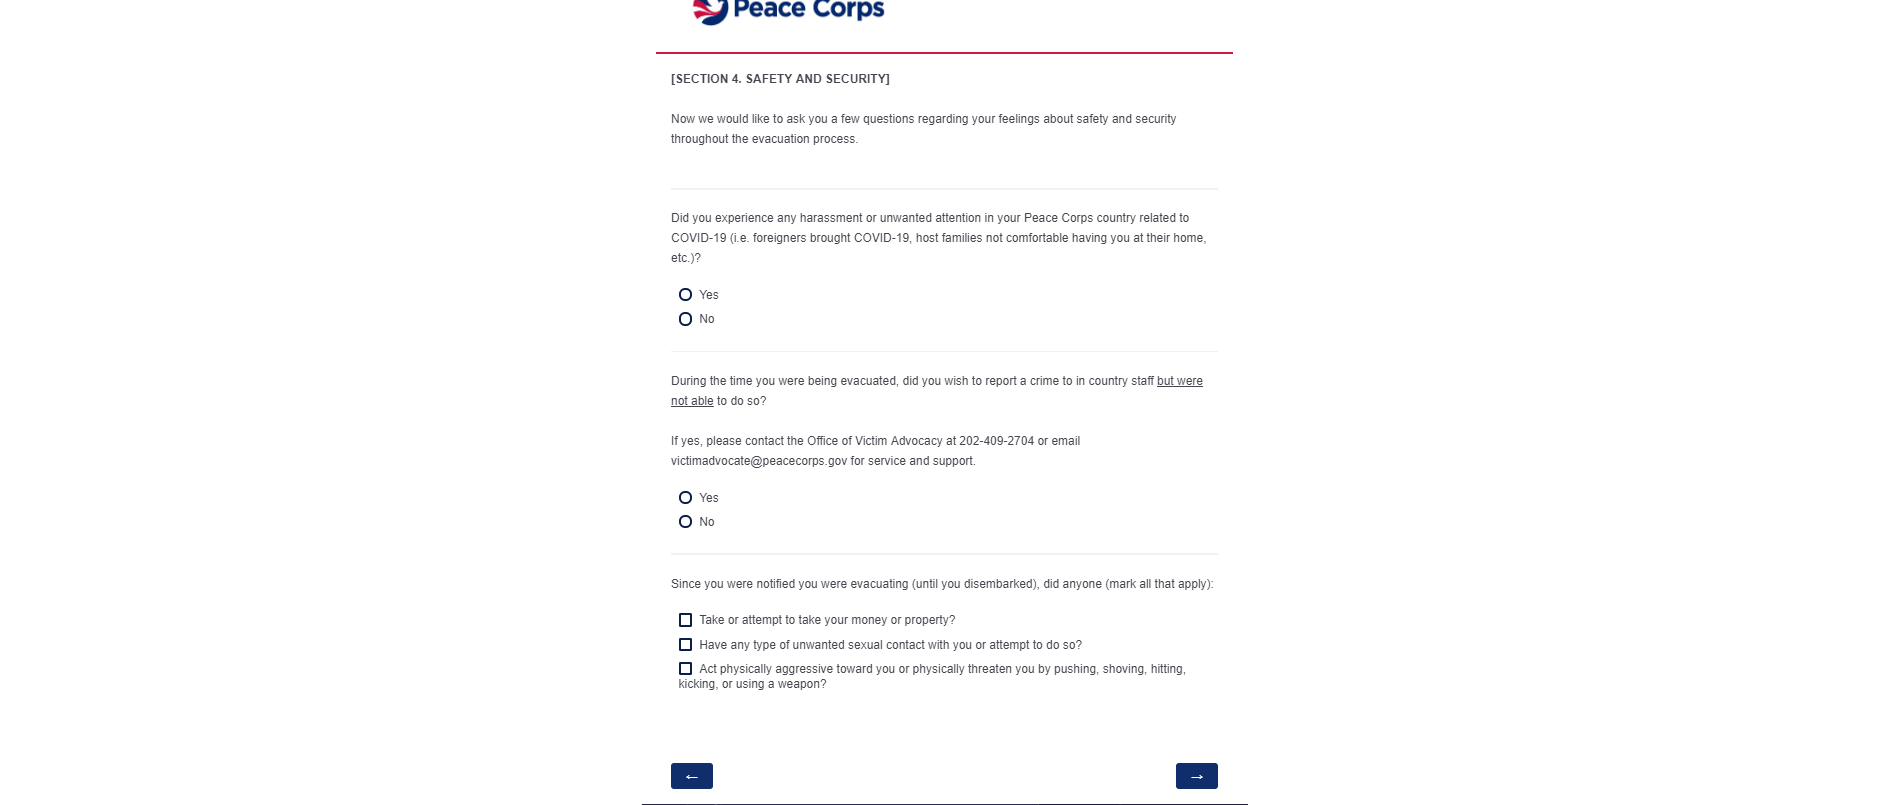 Peace Corps
[SECTION 4. SAFETY AND SECURITY]
Now we would like to ask you a few questions regarding your feelings about safety and security
throughout the evacuation process.
Did you experience any harassment or unwanted attention in your Peace Corps country related to
COVID-19 (i.e. foreigners brought COVID-19, host families not comfortable having you at their home,
etc.)?
Yes
No
During the time you were being evacuated, did you wish to report a crime to in country staff but were
not able to do so?
If yes, please contact the Office of Victim Advocacy at 202-409-2704 or email
victimadvocate@peacecorps.gov for service and support.
Yes
No
Since you were notified you were evacuating (until you disembarked), did anyone (mark all that apply):
Take or attempt to take your money or property?
Have any type of unwanted sexual contact with you or attempt to do so?
Act physically aggressive toward you or physically threaten you by pushing, shoving, hitting,
kicking, or using a weapon?
← →